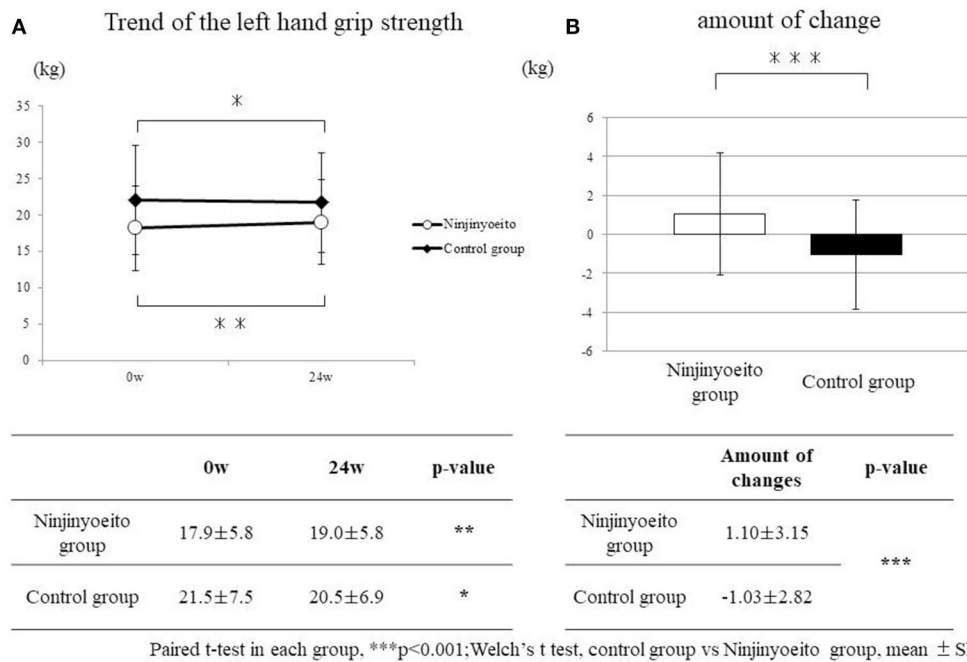 A Trend of the left hand grip strength
(kg)
*
35
30
25
20
15
10
5
0
0w 24w
**
Ninjinyoeito
Control group
B amount of change
(kg)
***
6
4
2
0
-2
-4
-6
Ninjinyoeito group
Control group
0w 24w p-value
Ninjinyoeito group 17.9±5.8 19.0±5.8 **
Control group 21.5±7.5 20.5±6.9 *
Amount of changes p-value
Ninjinyoeito group 1.10±3.15
***
Control group -1.03±2.82
Paired t-test in each group, ***p<0.001;Welch's t test, control group vs Ninjinyoeito group, mean ± S